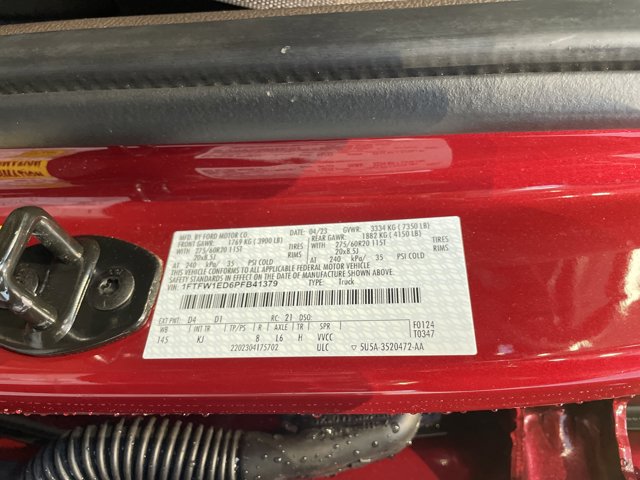 MFD. BY FORD MOTOR CO. DATE: 04/23 GVWR: 3334 KG (7350 LB)
FRONT GAWR: 1769 KG (3900 LB) REAR GAWR: 1882 KG (4150 LB)
WITH 275/60R20 115T TIRES WITH 275/60R20 115T TIRES
20x8.5J RIMS 20x8.5J RIMS
AT 240 kPa/ 35 PSI COLD AT 240 kPa/ 35 PSI COLD
THIS VEHICLE CONFORMS TO ALL APPLICABLE FEDERAL MOTOR VEHICLE
SAFETY STANDARDS IN EFFECT ON THE DATE OF MANUFACTURE SHOWN ABOVE.
VIN: 1FTFW1ED6PFB41379 TYPE: Truck
EXT PNT: D4 D1 RC: 21 DSO: F0124
WB INT TR TP/PS R AXLE TR SPR T0347
145 KJ 8 L6 H VVCC
2202304175702 ULC ▽ 5U5A-3520472-AA